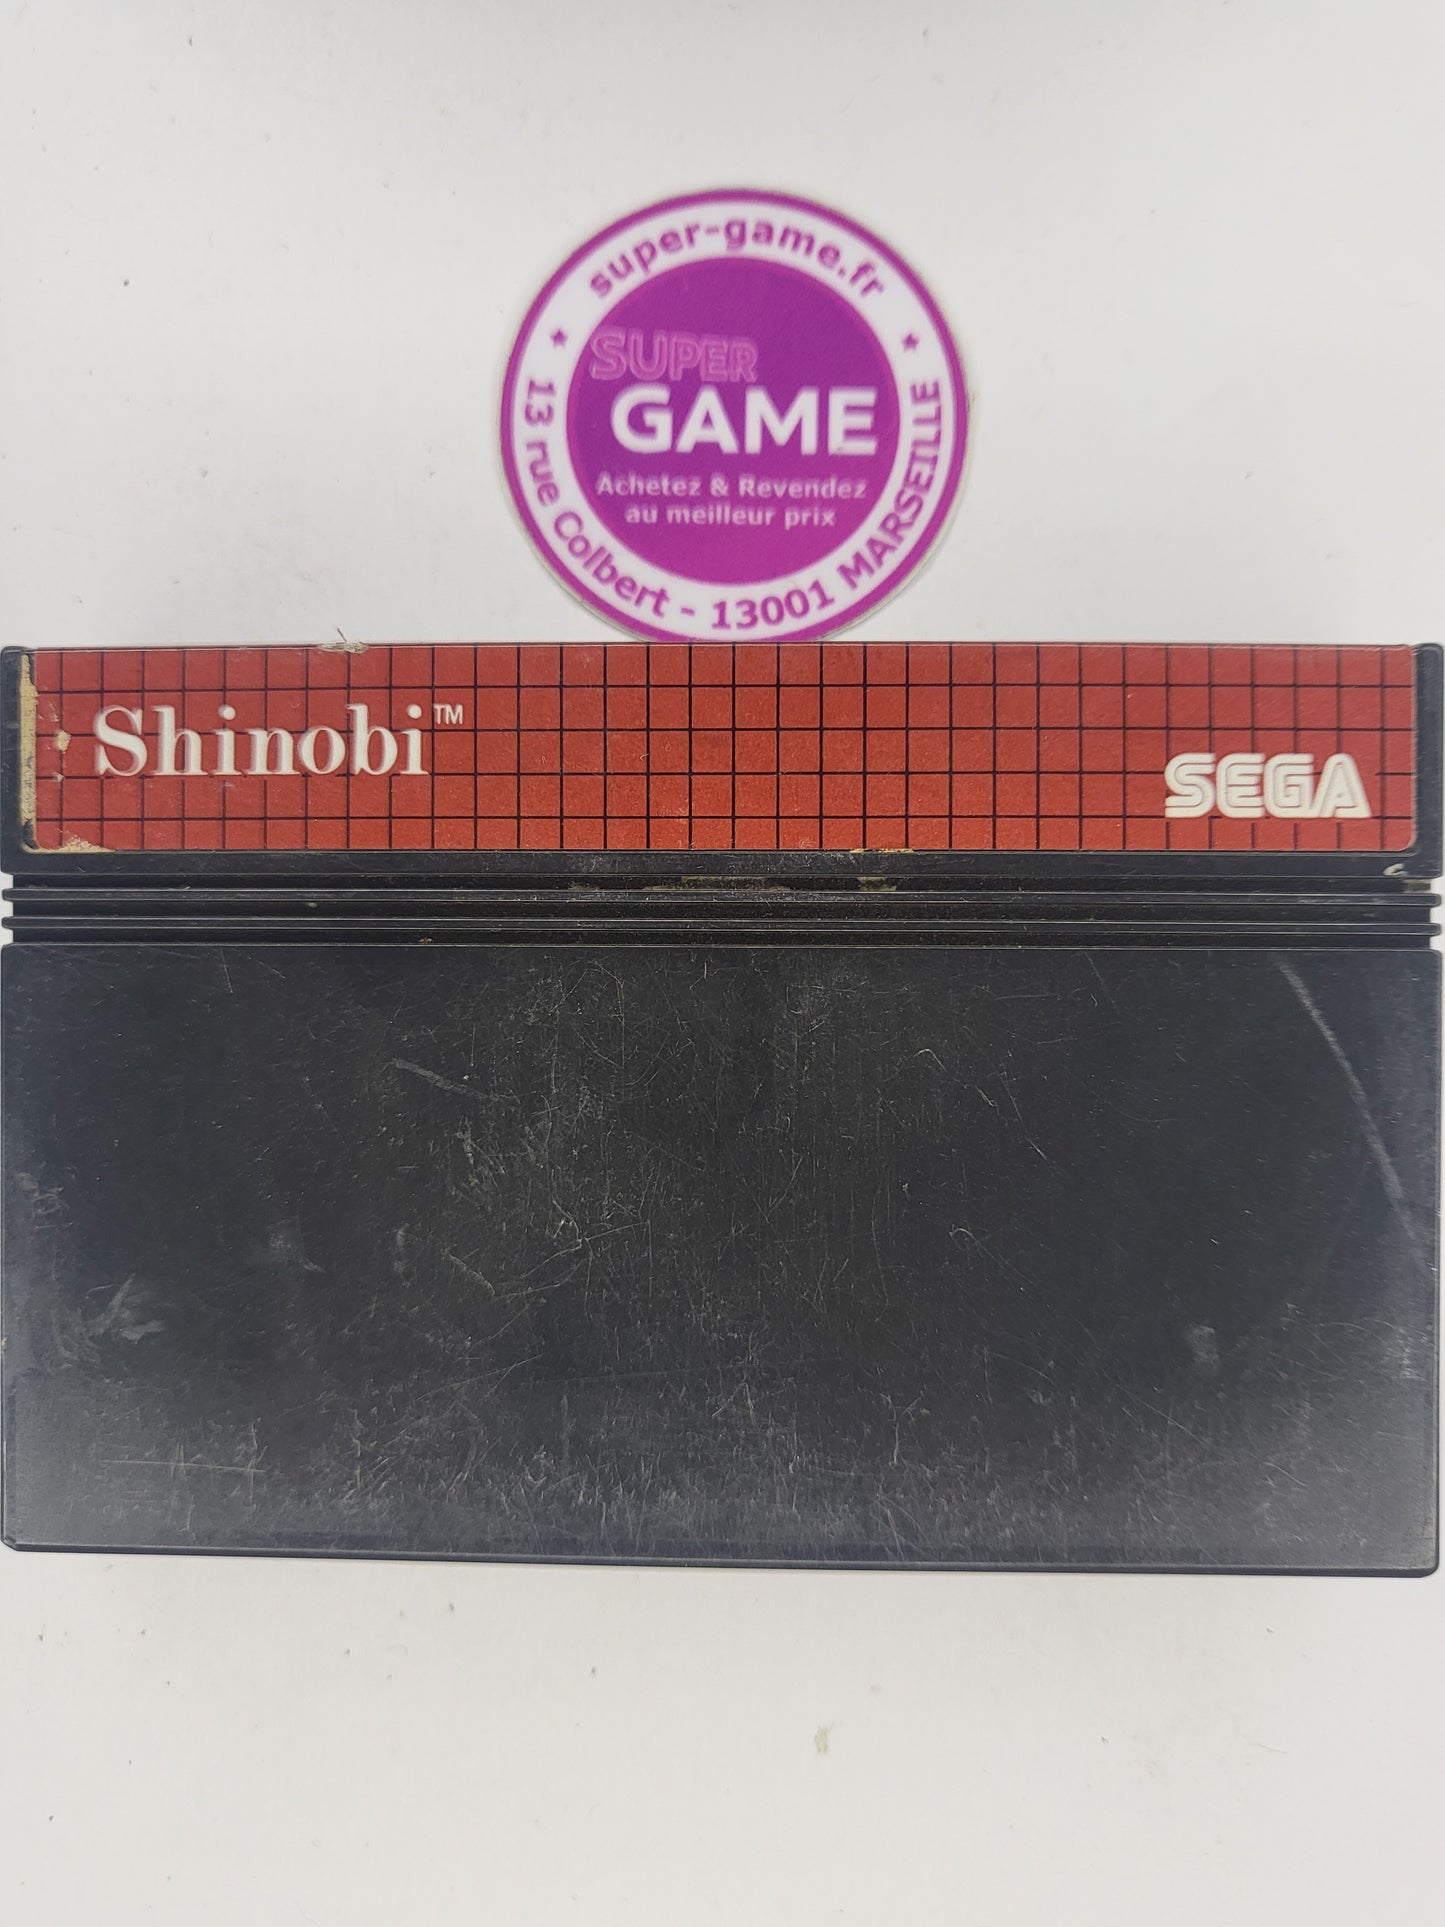 super-game.fr
SUPER
GAME
Achetez & Revendez
au meilleur prix
13 rue Colbert - 13001 MARSEILLE
Shinobi™
SEGA